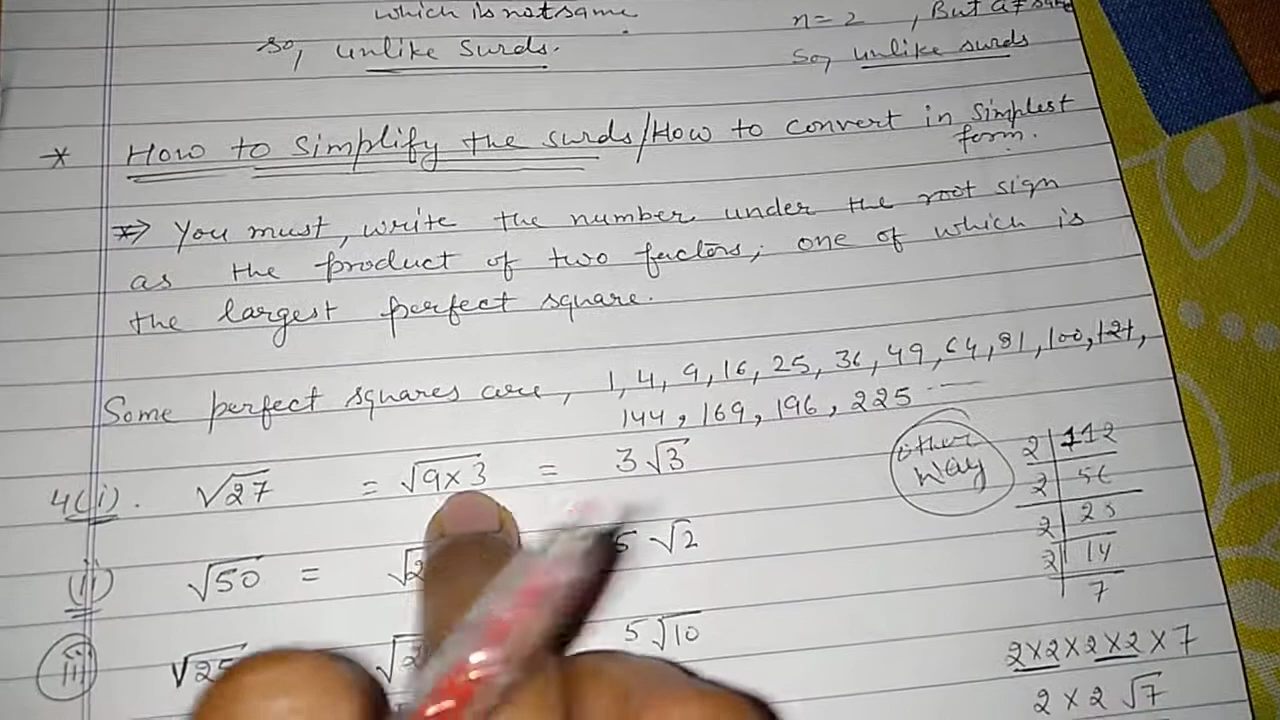 which is not same
n = 2 , But a ≠ same
so, unlike surds.
so, unlike surds
* How to simplify the surds/How to convert in simplest form.
⇒ You must, write the number under the root sign
as the product of two factors, one of which is
the largest perfect square.
Some perfect squares are, 1, 4, 9, 16, 25, 36, 49, 64, 81, 100, 121,
144, 169, 196, 225 -----
4(i). √27 = √9×3 = 3√3
(ii) √50 = √2 5√2
(iii) √25 √2 5√10
other
way
2 | 112
2 | 56
2 | 28
2 | 14
7
2×2×2×2×7
2 × 2 √7